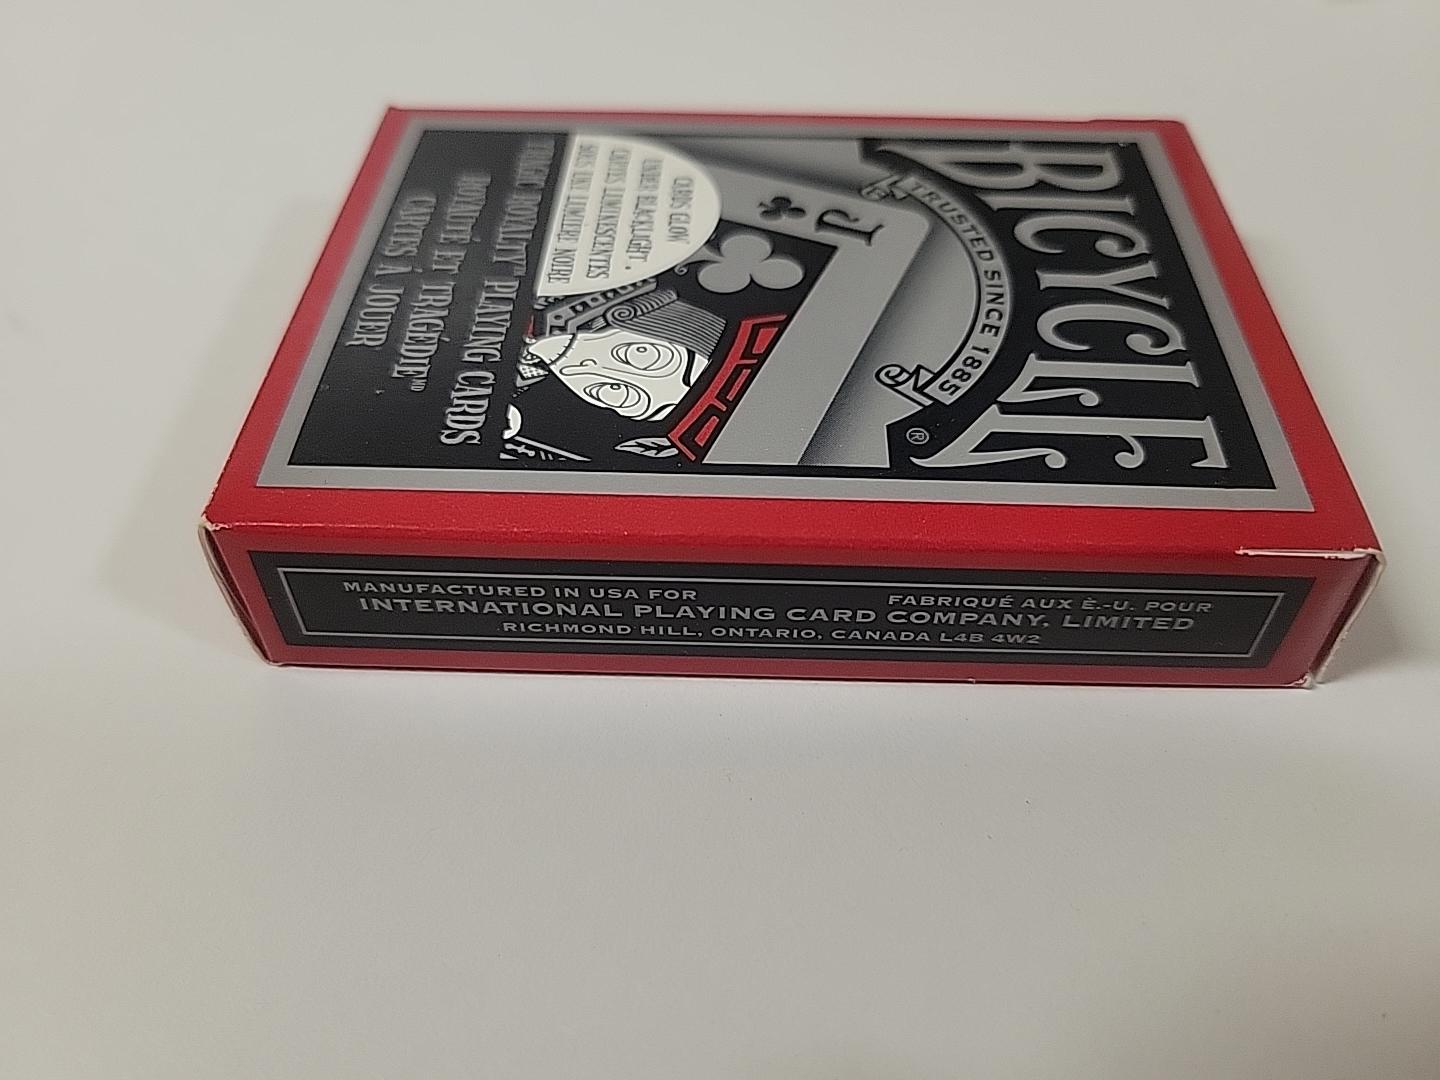 BICYCLE
®
TRUSTED SINCE 1885
J
CARDS GLOW
UNDER BLACKLIGHT.
CARTES LUMINESCENTES
SOUS UNE LUMIÈRE NOIRE
TRAGIC ROYALTY™ PLAYING CARDS
ROYAUTÉ ET TRAGÉDIE MD
CARTES À JOUER
MANUFACTURED IN USA FOR
FABRIQUÉ AUX È.-U. POUR
INTERNATIONAL PLAYING CARD COMPANY, LIMITED
RICHMOND HILL, ONTARIO, CANADA L4B 4W2